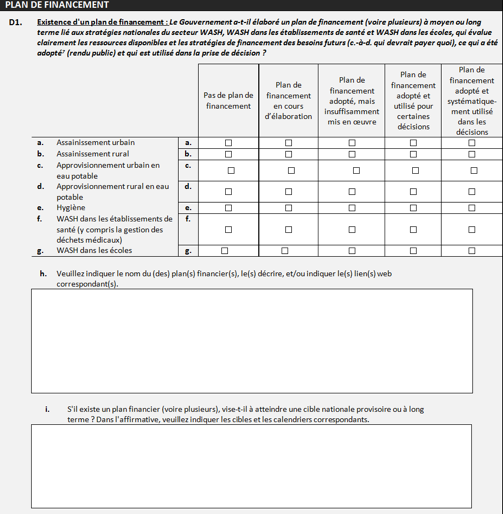 PLAN DE FINANCEMENT
D1. Existence d'un plan de financement : Le Gouvernement a-t-il élaboré un plan de financement (voire plusieurs) à moyen ou long
terme lié aux stratégies nationales du secteur WASH, WASH dans les établissements de santé et WASH dans les écoles, qui évalue
clairement les ressources disponibles et les stratégies de financement des besoins futurs (c.-à-d. qui devrait payer quoi), ce qui a été
adopté² (rendu public) et qui est utilisé dans la prise de décision ?
Pas de plan de
financement
Plan de
financement
en cours
d'élaboration
Plan de
financement
adopté, mais
insuffisamment
mis en œuvre
Plan de
financement
adopté et
utilisé pour
certaines
décisions
Plan de
financement
adopté et
systématique-
ment utilisé
dans les
décisions
a. Assainissement urbain a. ☐ ☐ ☐ ☐ ☐
b. Assainissement rural b. ☐ ☐ ☐ ☐ ☐
c. Approvisionnement urbain en c. ☐ ☐ ☐ ☐ ☐
eau potable
d. Approvisionnement rural en eau d. ☐ ☐ ☐ ☐ ☐
potable
e. Hygiène e. ☐ ☐ ☐ ☐ ☐
f. WASH dans les établissements de f. ☐ ☐ ☐ ☐ ☐
santé (y compris la gestion des
déchets médicaux)
g. WASH dans les écoles g. ☐ ☐ ☐ ☐ ☐
h. Veuillez indiquer le nom du (des) plan(s) financier(s), le(s) décrire, et/ou indiquer le(s) lien(s) web
correspondant(s).
i. S'il existe un plan financier (voire plusieurs), vise-t-il à atteindre une cible nationale provisoire ou à long
terme ? Dans l'affirmative, veuillez indiquer les cibles et les calendriers correspondants.